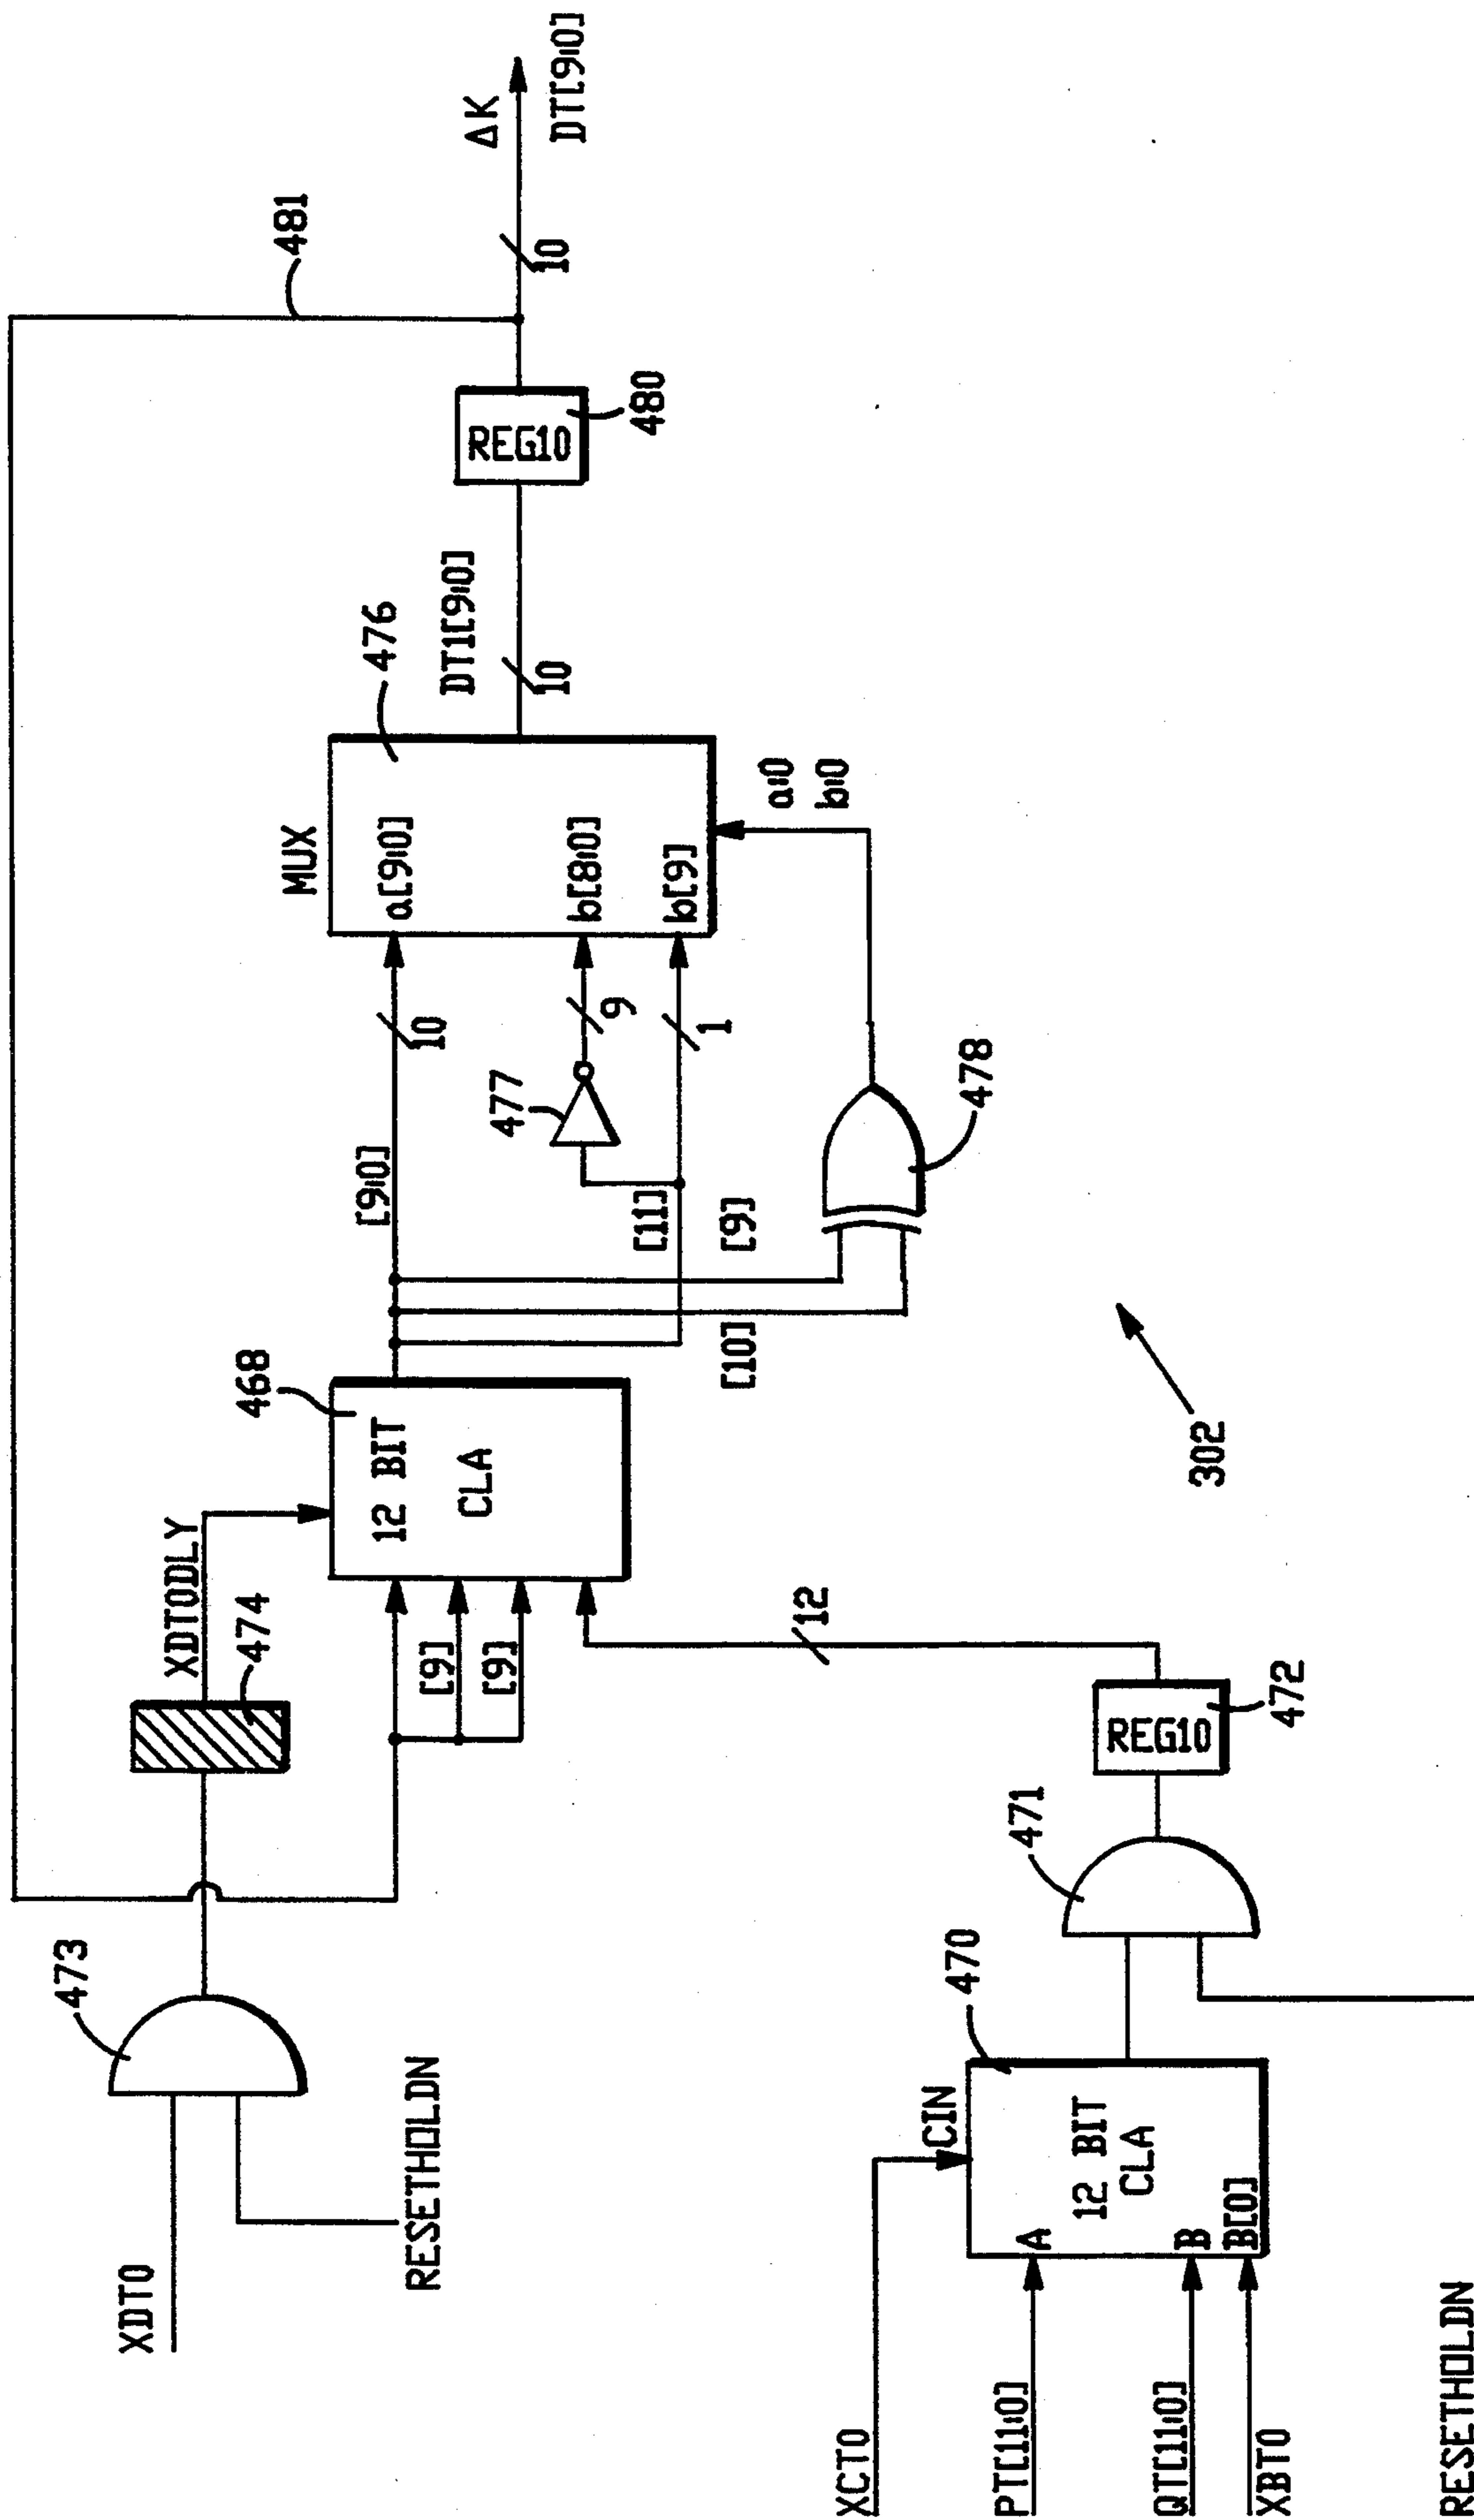 XDT0
RESETHOLDN
473
474
XDTODLY
468
12 BIT
CLA
[9]
[9]
[9:0]
10
[11]
[9]
[10]
477
9
1
478
MUX
a[9:0]
b[8:0]
b[9]
476
a:0
b:0
DT1[9:0]
10
REG10
480
481
10
ΔK
DT[9:0]
XCT0
CIN
PT[11:0]
QT[11:0]
XBT0
A
B
B[0]
12 BIT
CLA
470
471
RESETHOLDN
REG10
472
12
302